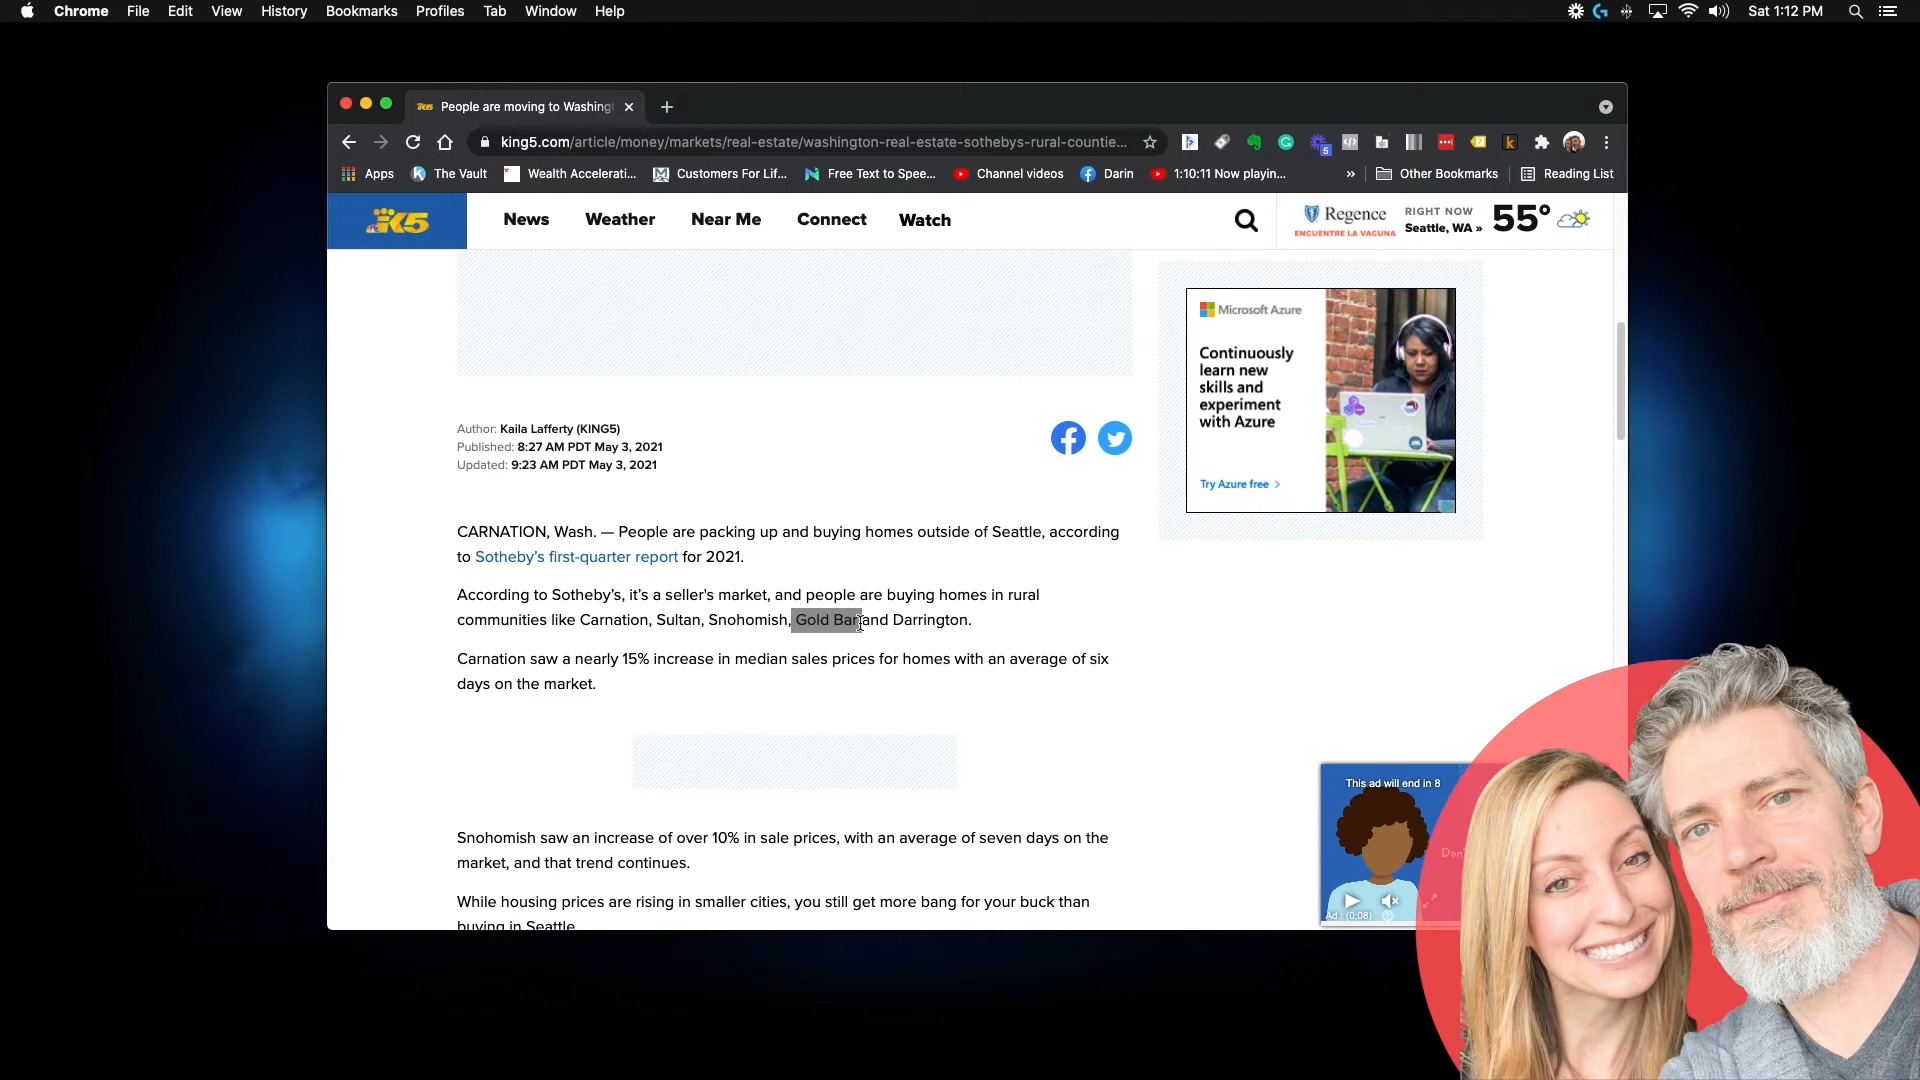 Chrome File Edit View History Bookmarks Profiles Tab Window Help
Sat 1:12 PM
People are moving to Washingt
king5.com/article/money/markets/real-estate/washington-real-estate-sothebys-rural-countie...
5
k
Apps
The Vault
Wealth Accelerati...
Customers For Lif...
Free Text to Spee...
Channel videos
Darin
1:10:11 Now playin...
»
Other Bookmarks
Reading List
K5
News Weather Near Me Connect Watch
Regence
ENCUENTRE LA VACUNA
RIGHT NOW
Seattle, WA »
55°
Microsoft Azure
Continuously
learn new
skills and
experiment
with Azure
Try Azure free >
Author: Kaila Lafferty (KING5)
Published: 8:27 AM PDT May 3, 2021
Updated: 9:23 AM PDT May 3, 2021
CARNATION, Wash. — People are packing up and buying homes outside of Seattle, according
to Sotheby's first-quarter report for 2021.
According to Sotheby's, it's a seller's market, and people are buying homes in rural
communities like Carnation, Sultan, Snohomish, Gold Bar and Darrington.
Carnation saw a nearly 15% increase in median sales prices for homes with an average of six
days on the market.
Snohomish saw an increase of over 10% in sale prices, with an average of seven days on the
market, and that trend continues.
While housing prices are rising in smaller cities, you still get more bang for your buck than
buying in Seattle.
This ad will end in 8
Don'
Ad : (0:08)